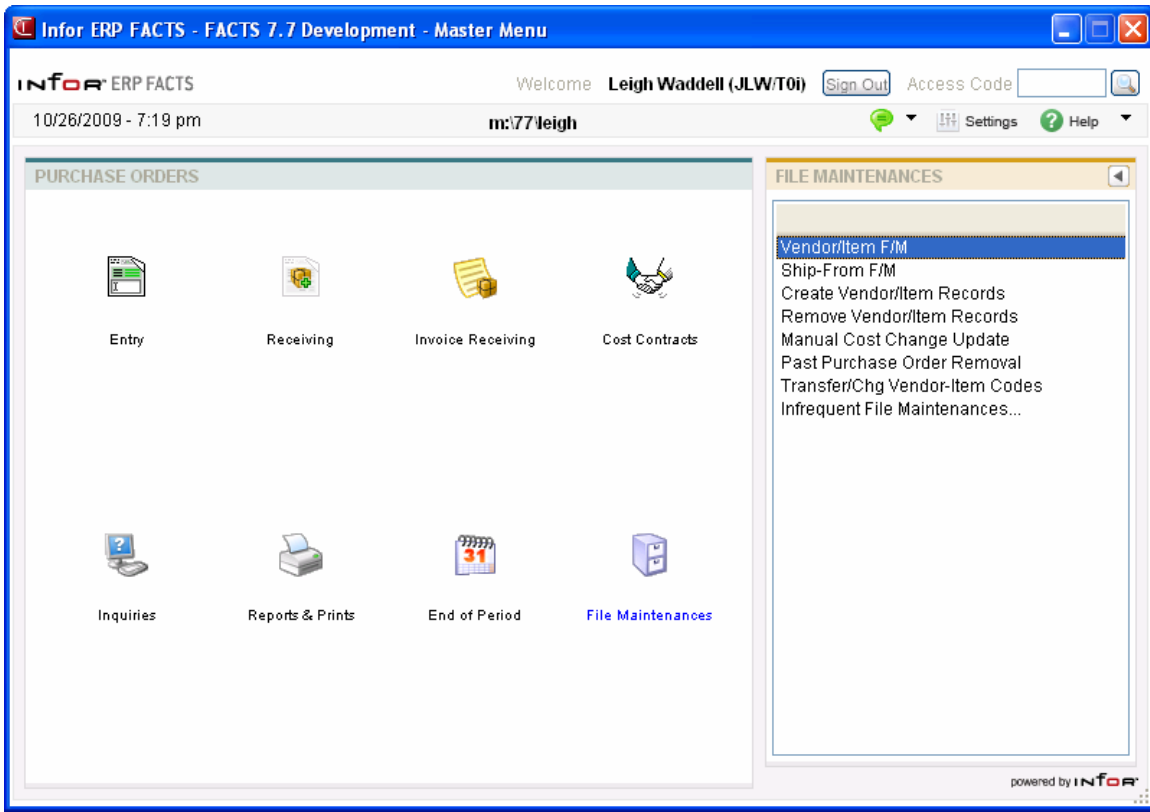 Infor ERP FACTS - FACTS 7.7 Development - Master Menu
Infor ERP FACTS Welcome Leigh Waddell (JLW/T0i) Sign Out Access Code
10/26/2009 - 7:19 pm m:\77\leigh Settings Help
PURCHASE ORDERS
Entry Receiving Invoice Receiving Cost Contracts
31
Inquiries Reports & Prints End of Period File Maintenances
FILE MAINTENANCES
Vendor/Item F/M
Ship-From F/M
Create Vendor/Item Records
Remove Vendor/Item Records
Manual Cost Change Update
Past Purchase Order Removal
Transfer/Chg Vendor-Item Codes
Infrequent File Maintenances...
powered by infor